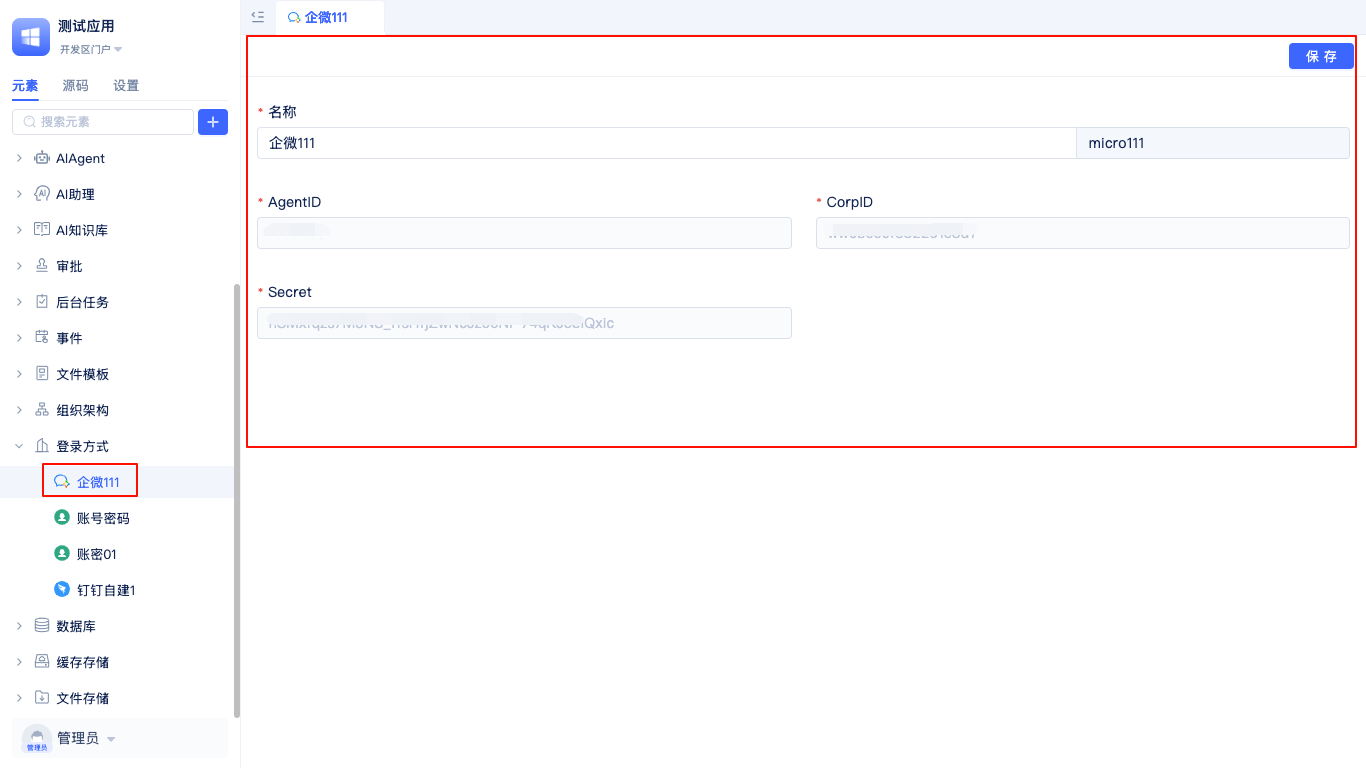 测试应用
开发区门户
元素 源码 设置
搜索元素
AIAgent
AI助理
AI知识库
审批
后台任务
事件
文件模板
组织架构
登录方式
企微111
账号密码
账密01
钉钉自建1
数据库
缓存存储
文件存储
管理员
管理员
企微111
保 存
* 名称
企微111
micro111
* AgentID
* CorpID
* Secret